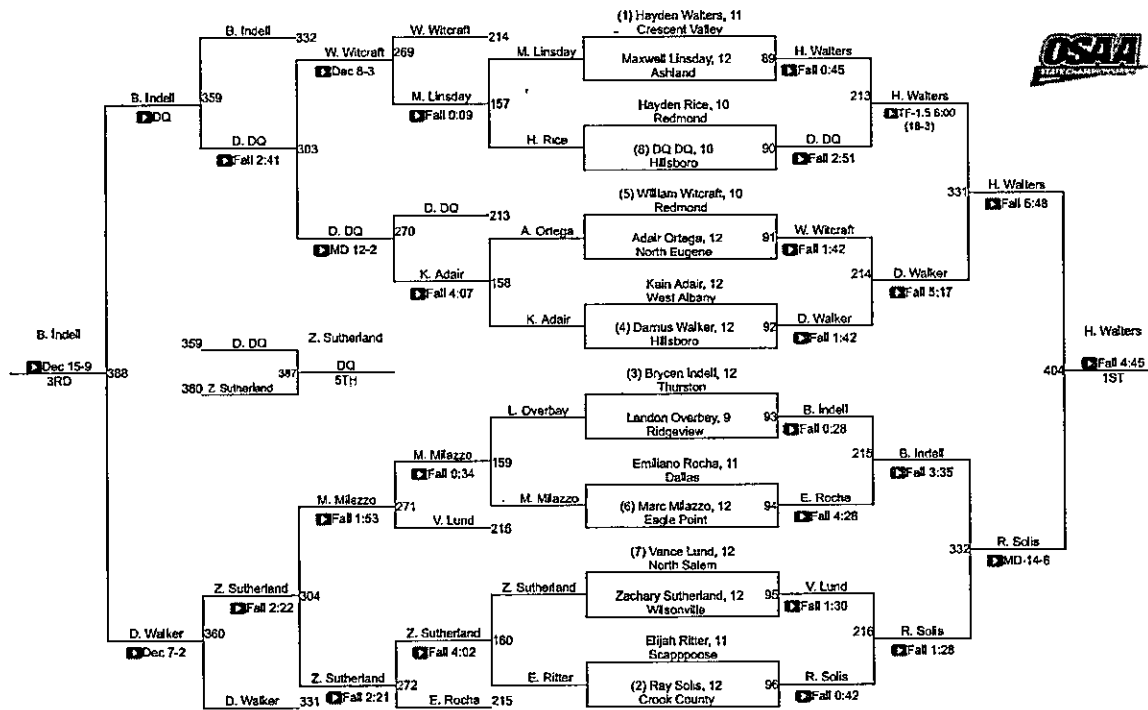 OSAA
STATE CHAMPIONSHIPS
(1) Hayden Walters, 11
Crescent Valley
Maxwell Linsday, 12
Ashland
89
Hayden Rice, 10
Redmond
(8) DQ DQ, 10
Hillsboro
90
(5) William Witcraft, 10
Redmond
Adair Ortega, 12
North Eugene
91
Kain Adair, 12
West Albany
(4) Damus Walker, 12
Hillsboro
92
(3) Brycen Indell, 12
Thurston
Landon Overbay, 9
Ridgeview
93
Emiliano Rocha, 11
Dallas
(6) Marc Milazzo, 12
Eagle Point
94
(7) Vance Lund, 12
North Salem
Zachary Sutherland, 12
Wilsonville
95
Elijah Ritter, 11
Scapppoose
(2) Ray Solis, 12
Crook County
96
H. Walters
Fall 0:45
213
D. DQ
Fall 2:51
W. Witcraft
Fall 1:42
214
D. Walker
Fall 1:42
B. Indell
Fall 0:28
215
E. Rocha
Fall 4:28
V. Lund
Fall 1:30
216
R. Solis
Fall 0:42
H. Walters
TF-1.5 6:00
(18-3)
331
D. Walker
Fall 5:17
B. Indell
Fall 3:35
332
R. Solis
Fall 1:28
H. Walters
Fall 5:48
404
R. Solis
MD-14-6
H. Walters
Fall 4:45
1ST
M. Linsday
157
H. Rice
A. Ortega
158
K. Adair
L. Overbay
159
M. Milazzo
Z. Sutherland
160
E. Ritter
W. Witcraft
214
269
M. Linsday
Fall 0:09
D. DQ
213
270
K. Adair
Fall 4:07
M. Milazzo
Fall 0:34
271
V. Lund
216
Z. Sutherland
Fall 4:02
272
E. Rocha
215
W. Witcraft
Dec 8-3
303
D. DQ
MD 12-2
M. Milazzo
Fall 1:53
304
Z. Sutherland
Fall 2:21
B. Indell
332
359
D. DQ
Fall 2:41
Z. Sutherland
Fall 2:22
360
D. Walker
331
B. Indell
DQ
388
D. Walker
Dec 7-2
B. Indell
Dec 15-9
3RD
359
D. DQ
387
380
Z. Sutherland
Z. Sutherland
DQ
5TH